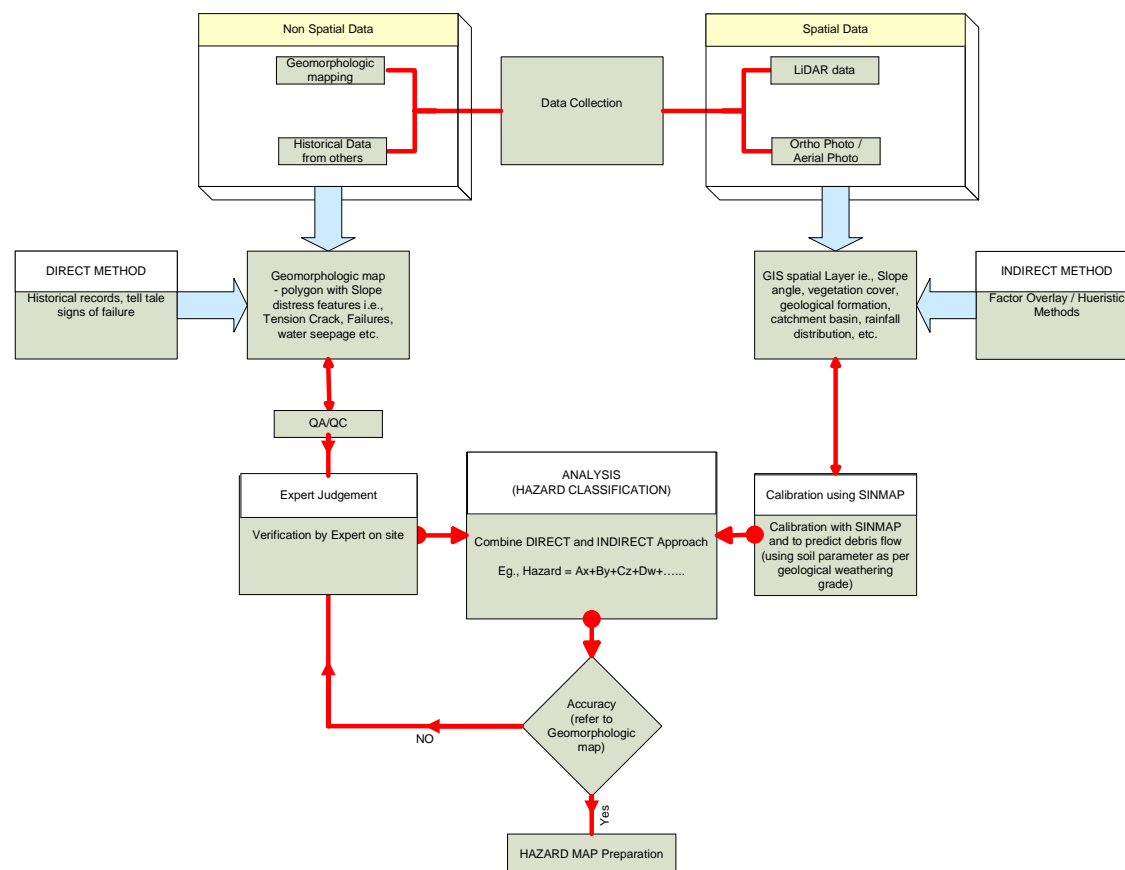 Non Spatial Data
Spatial Data
Geomorphologic
mapping
Historical Data
from others
Data Collection
LiDAR data
Ortho Photo /
Aerial Photo
DIRECT METHOD
Historical records, tell tale
signs of failure
Geomorphologic map
- polygon with Slope
distress features i.e.,
Tension Crack, Failures,
water seepage etc.
GIS spatial Layer ie., Slope
angle, vegetation cover,
geological formation,
catchment basin, rainfall
distribution, etc.
INDIRECT METHOD
Factor Overlay / Hueristic
Methods
QA/QC
Expert Judgement
Verification by Expert on site
ANALYSIS
(HAZARD CLASSIFICATION)
Combine DIRECT and INDIRECT Approach
Eg., Hazard = Ax+By+Cz+Dw+…...
Calibration using SINMAP
Calibration with SINMAP
and to predict debris flow
(using soil parameter as per
geological weathering
grade)
Accuracy
(refer to
Geomorphologic
map)
NO
Yes
HAZARD MAP Preparation